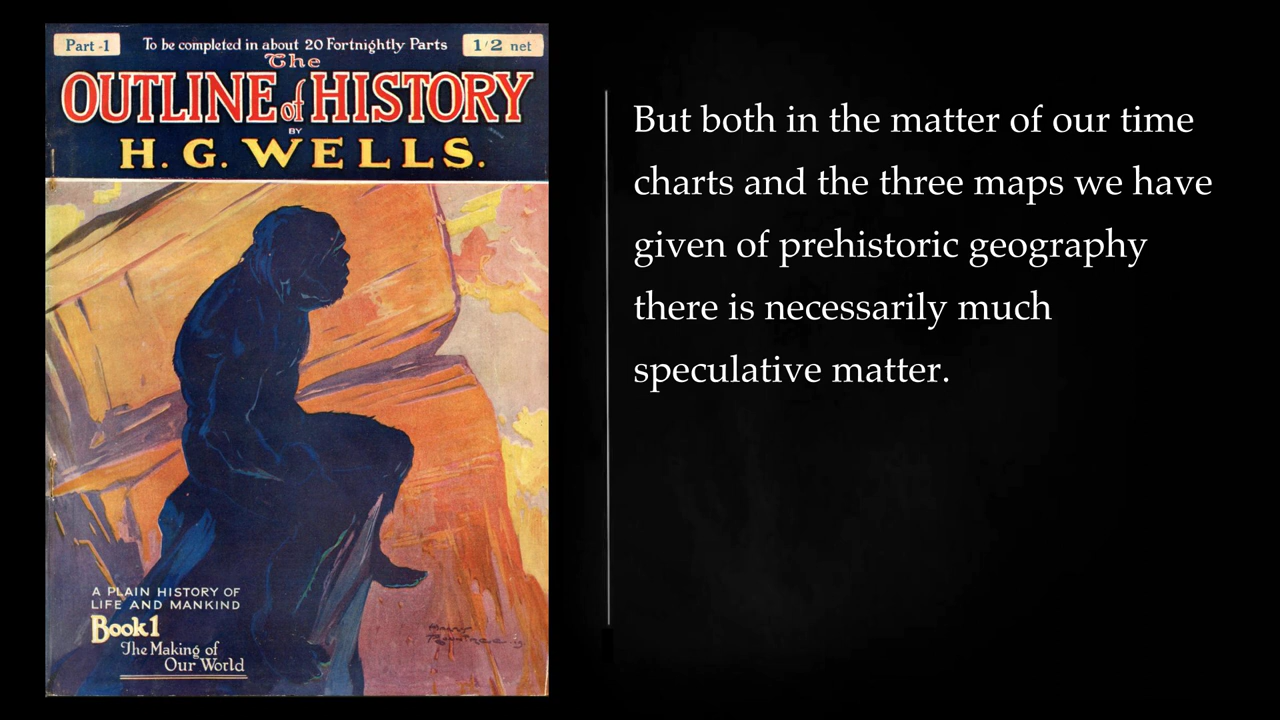 Part -1
To be completed in about 20 Fortnightly Parts
1/2 net
The
OUTLINE of HISTORY
BY
H. G. WELLS.
A PLAIN HISTORY OF
LIFE AND MANKIND
Book 1
The Making of
Our World
But both in the matter of our time
charts and the three maps we have
given of prehistoric geography
there is necessarily much
speculative matter.